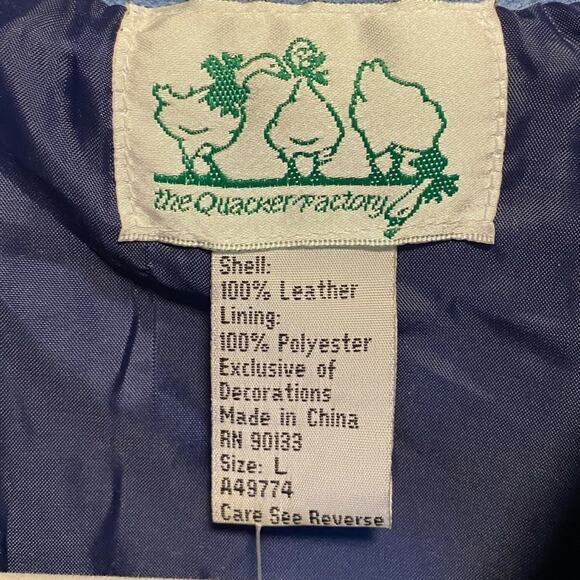 the Quacker Factory
Shell:
100% Leather
Lining:
100% Polyester
Exclusive of
Decorations
Made in China
RN 90133
Size: L
A49774
Care See Reverse